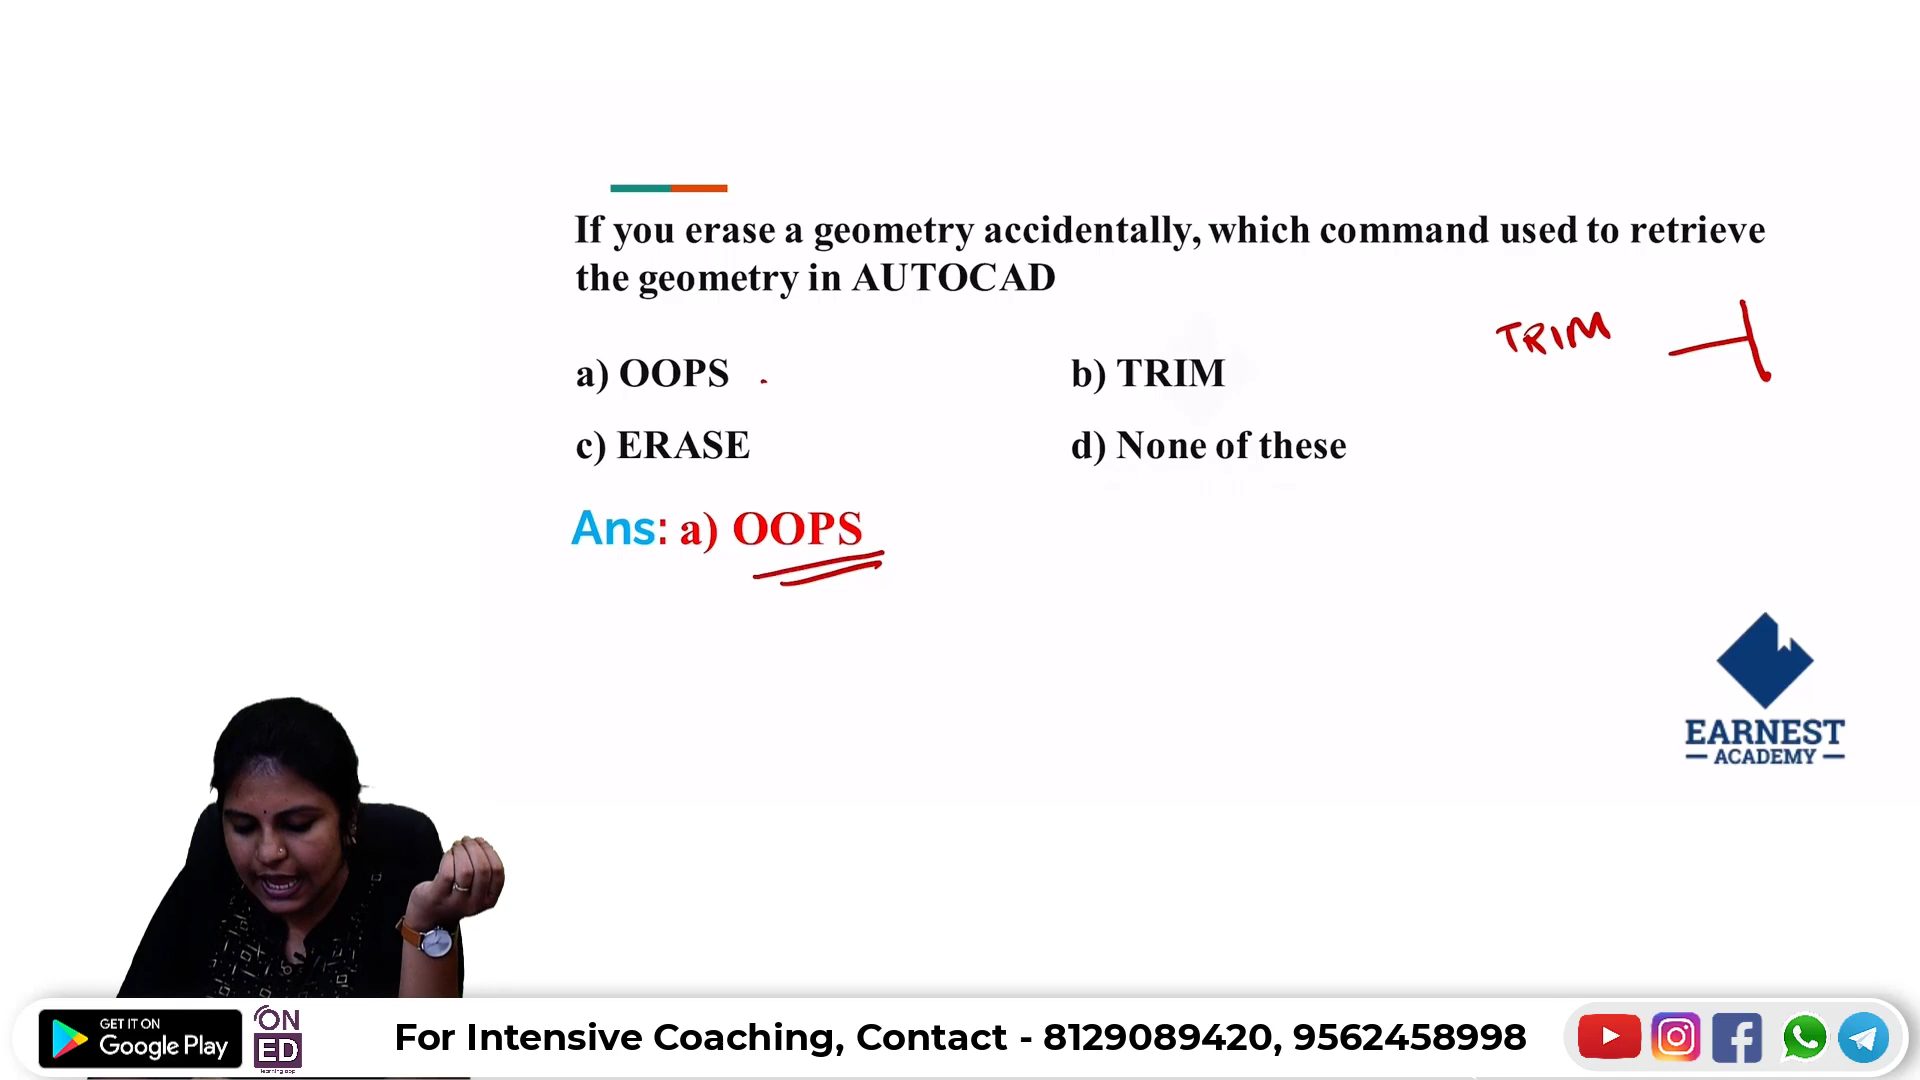 If you erase a geometry accidentally, which command used to retrieve
the geometry in AUTOCAD
TRIM
a) OOPS
b) TRIM
c) ERASE
d) None of these
Ans: a) OOPS
EARNEST
ACADEMY
GET IT ON
Google Play
ON
ED
learning app
For Intensive Coaching, Contact - 8129089420, 9562458998